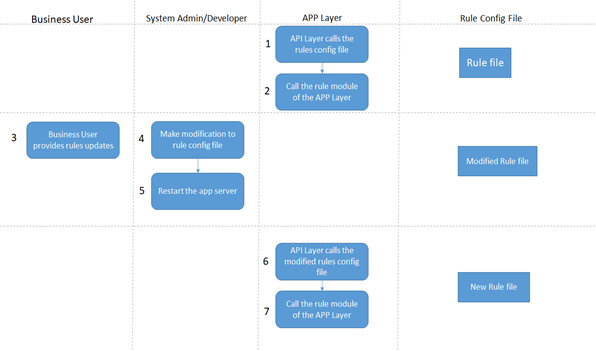 Business User
System Admin/Developer
APP Layer
Rule Config File
1
API Layer calls the
rules config file
Rule file
2
Call the rule module
of the APP Layer
3
Business User
provides rules updates
4
Make modification to
rule config file
Modified Rule file
5
Restart the app server
6
API Layer calls the
modified rules config
file
New Rule file
7
Call the rule module
of the APP Layer